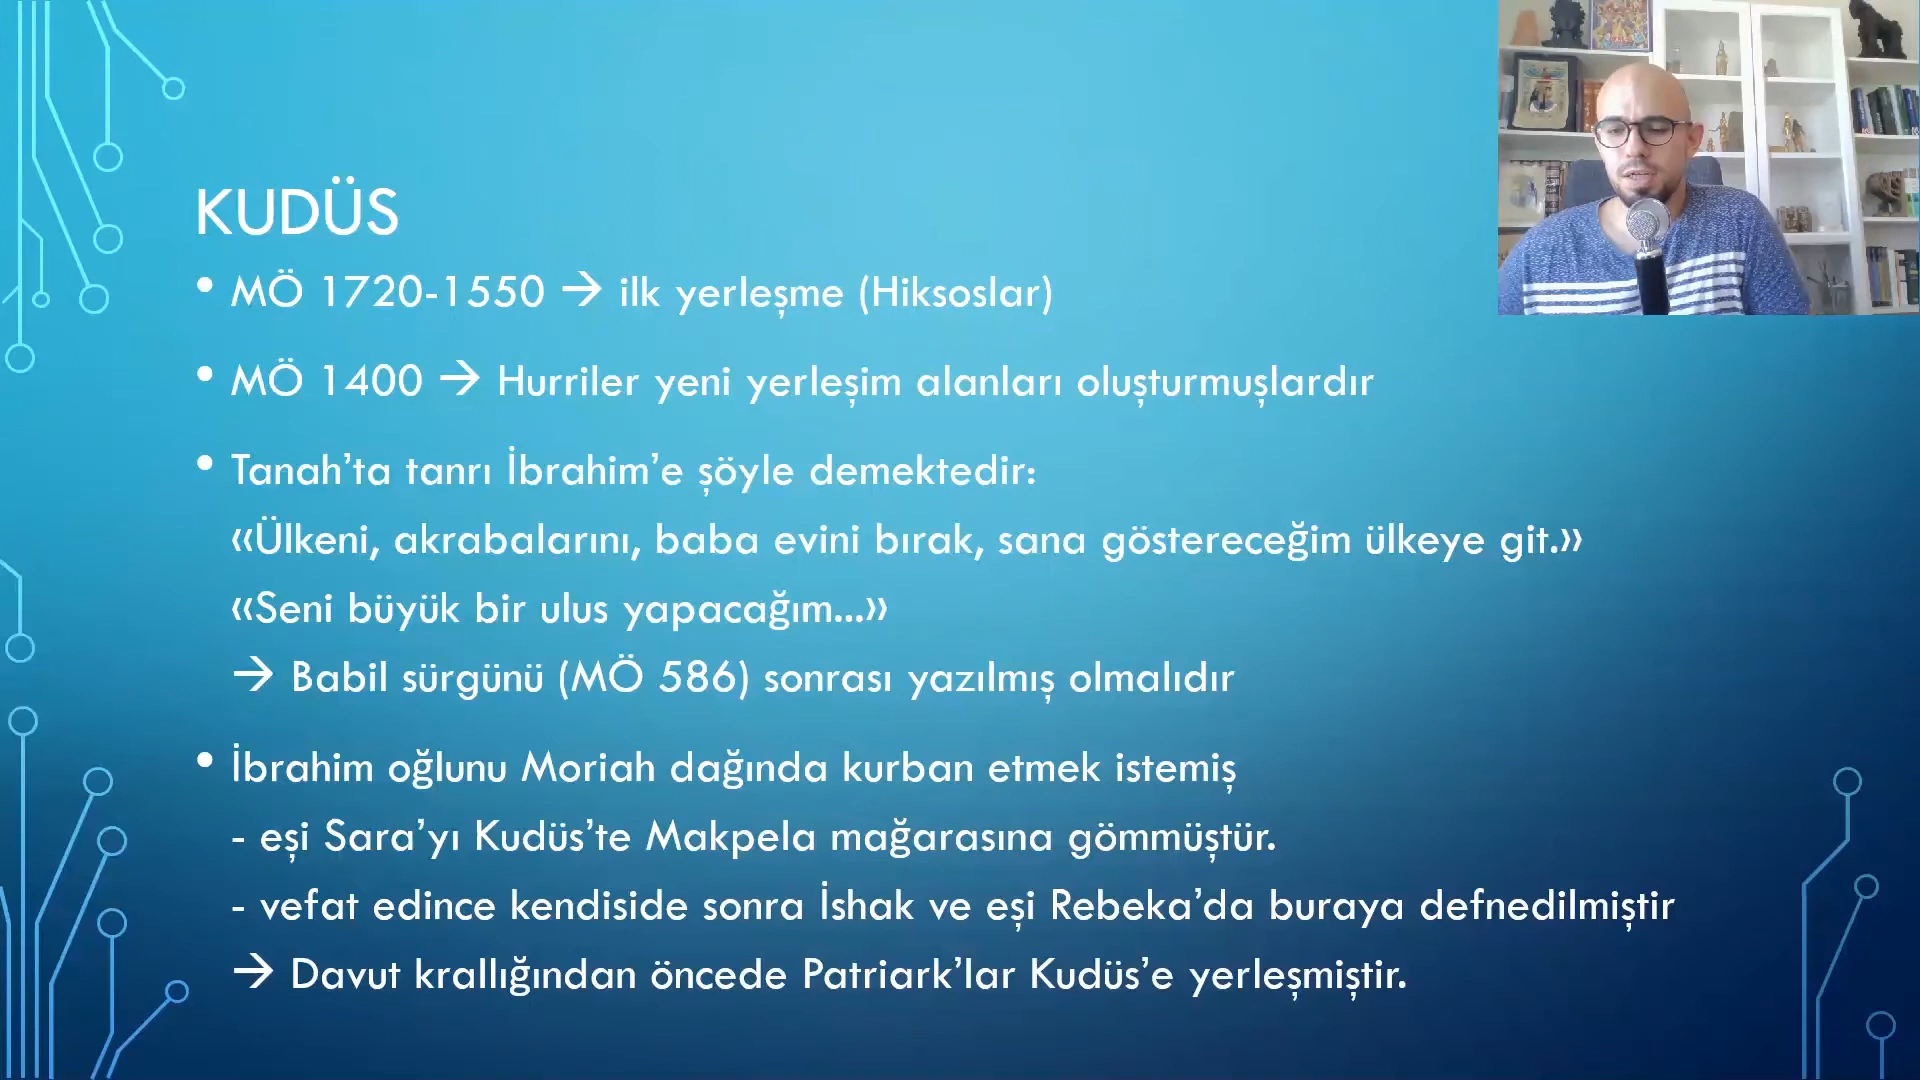 KUDÜS
• MÖ 1720-1550 → ilk yerleşme (Hiksoslar)
• MÖ 1400 → Hurriler yeni yerleşim alanları oluşturmuşlardır
• Tanah’ta tanrı İbrahim’e şöyle demektedir:
«Ülkeni, akrabalarını, baba evini bırak, sana göstereceğim ülkeye git.»
«Seni büyük bir ulus yapacağım...»
→ Babil sürgünü (MÖ 586) sonrası yazılmış olmalıdır
• İbrahim oğlunu Moriah dağında kurban etmek istemiş
- eşi Sara’yı Kudüs’te Makpela mağarasına gömmüştür.
- vefat edince kendiside sonra İshak ve eşi Rebeka’da buraya defnedilmiştir
→ Davut krallığından öncede Patriark’lar Kudüs’e yerleşmiştir.